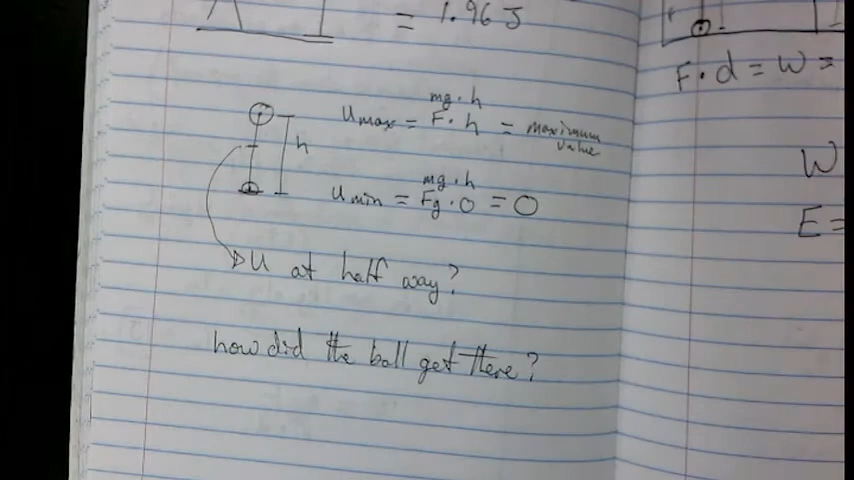 = 1.96 J
F • d = W =
mg • h
Umax = F • h = maximum value
h
mg • h
Umin = Fg • 0 = 0
W
E =
U at half way?
how did the ball get there?